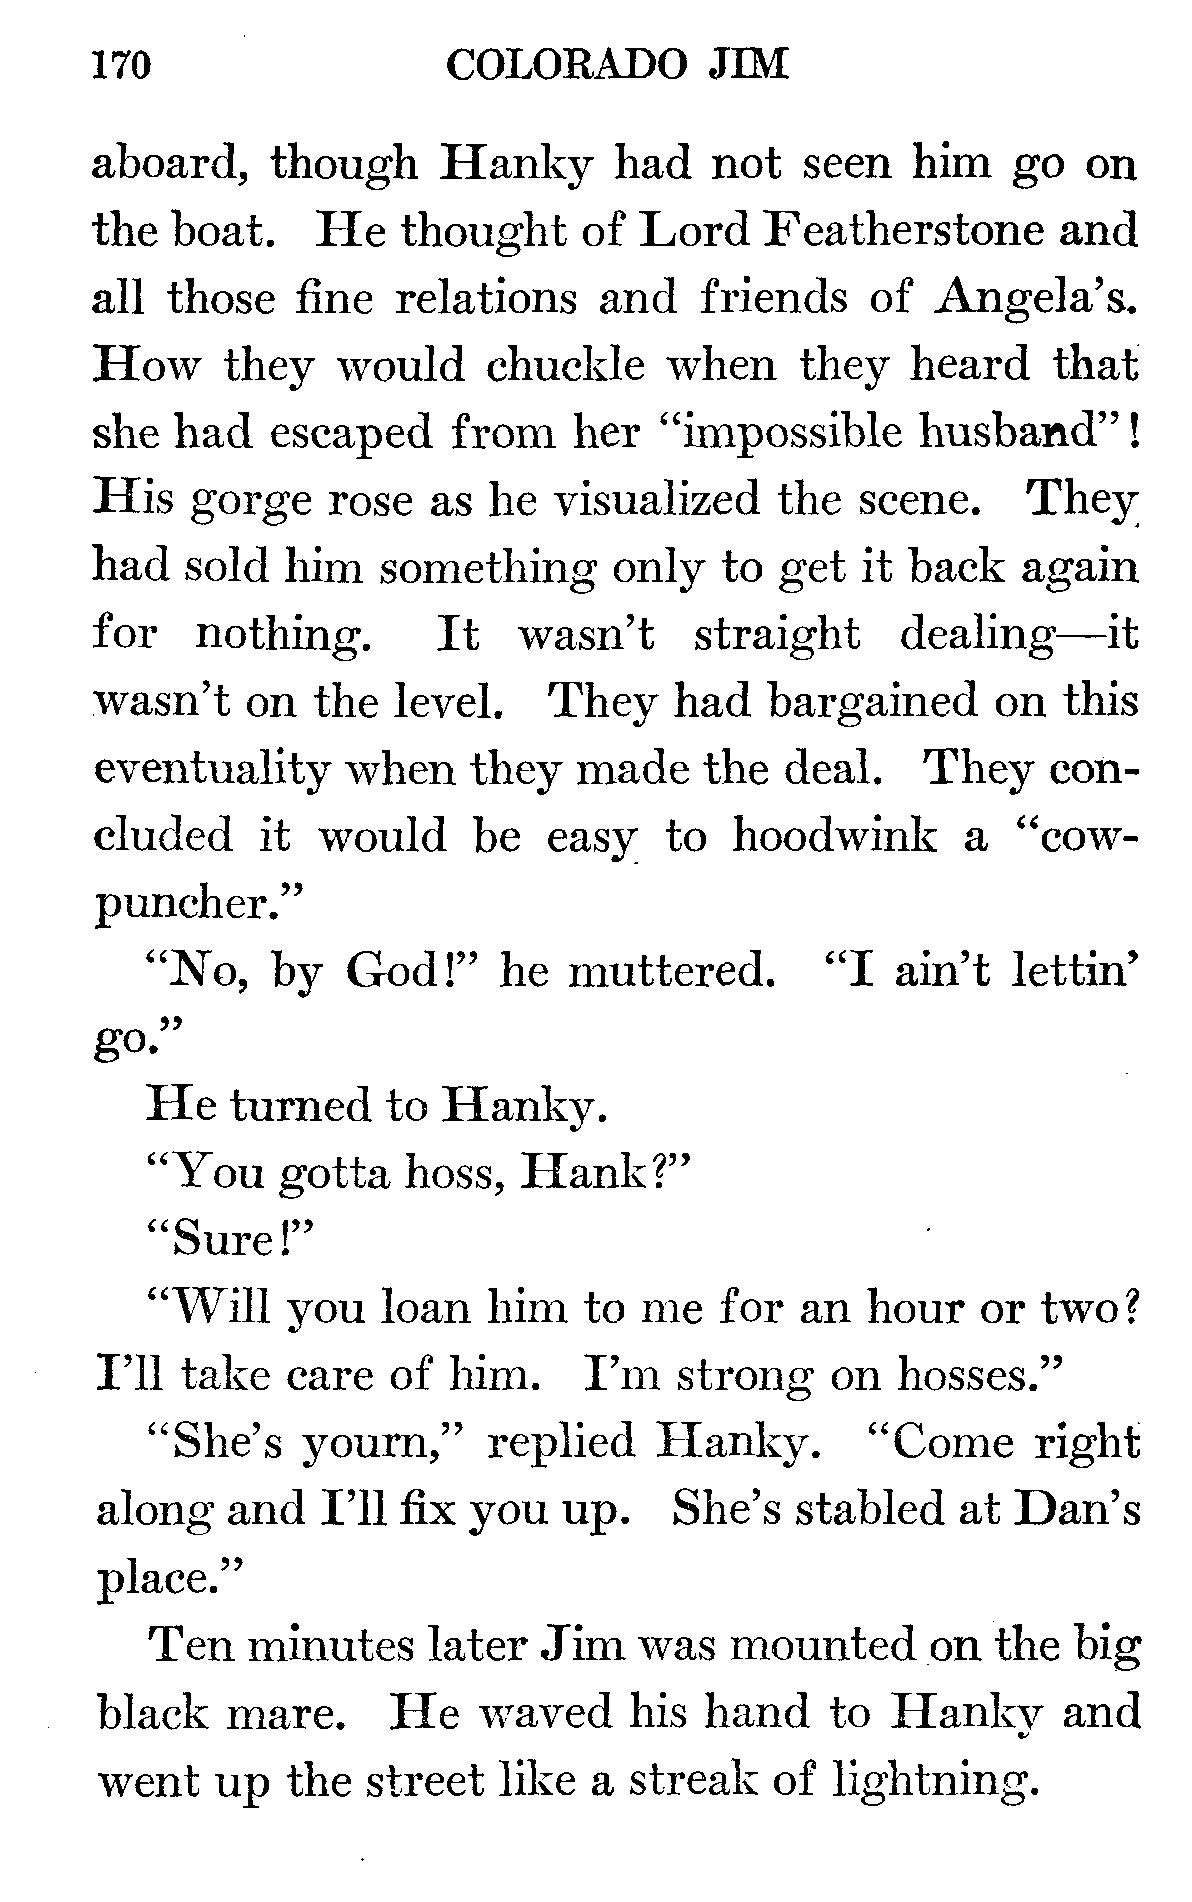 170 COLORADO JIM
aboard, though Hanky had not seen him go on
the boat. He thought of Lord Featherstone and
all those fine relations and friends of Angela's.
How they would chuckle when they heard that
she had escaped from her “impossible husband”!
His gorge rose as he visualized the scene. They
had sold him something only to get it back again
for nothing. It wasn't straight dealing—it
wasn't on the level. They had bargained on this
eventuality when they made the deal. They con-
cluded it would be easy to hoodwink a “cow-
puncher.”
“No, by God!” he muttered. “I ain't lettin'
go.”
He turned to Hanky.
“You gotta hoss, Hank?”
“Sure!”
“Will you loan him to me for an hour or two?
I'll take care of him. I'm strong on hosses.”
“She's yourn,” replied Hanky. “Come right
along and I'll fix you up. She's stabled at Dan's
place.”
Ten minutes later Jim was mounted on the big
black mare. He waved his hand to Hanky and
went up the street like a streak of lightning.